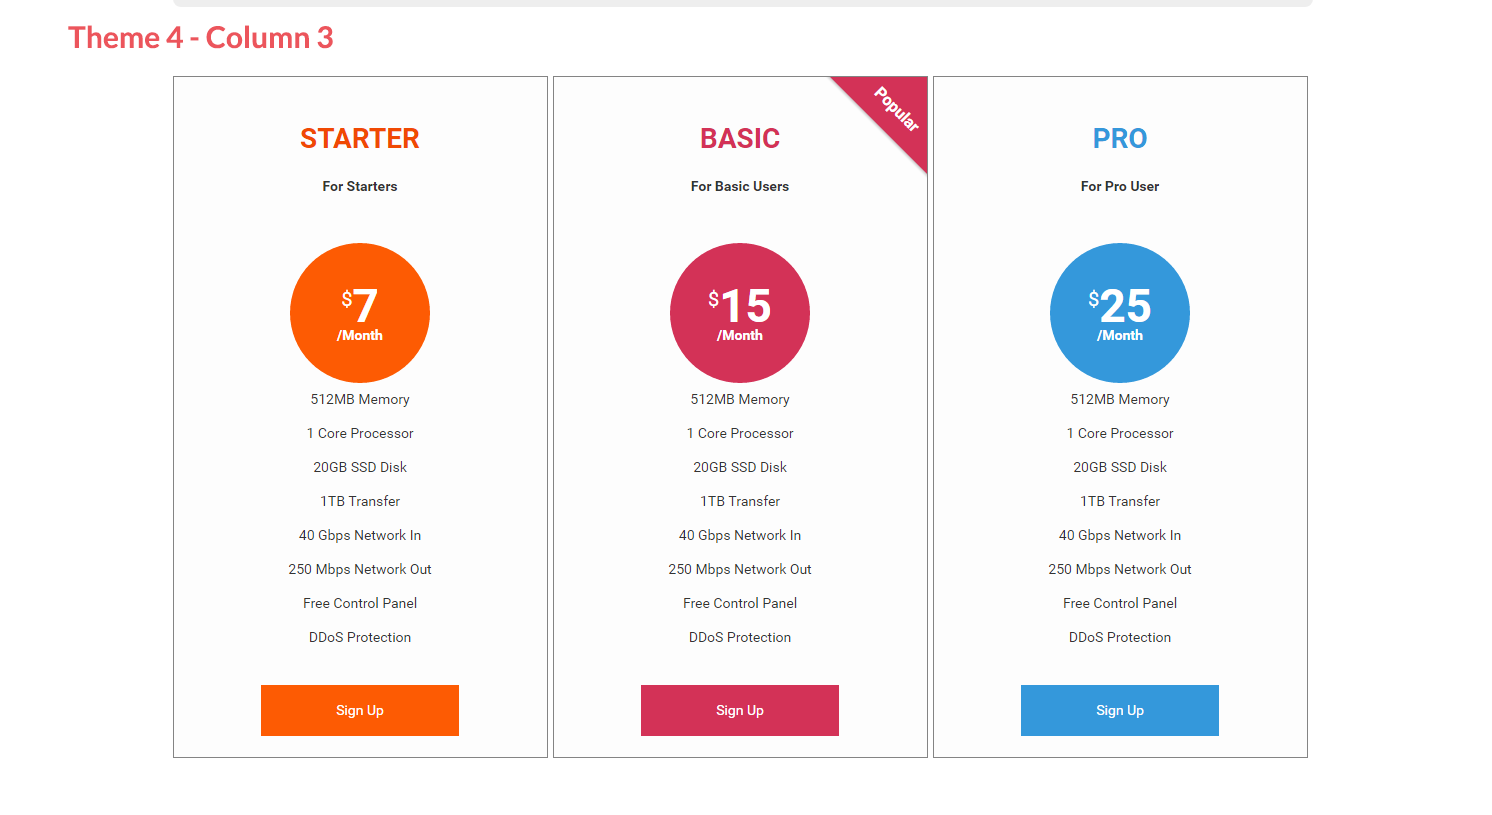 Theme 4 - Column 3
STARTER
For Starters
$7
/Month
512MB Memory
1 Core Processor
20GB SSD Disk
1TB Transfer
40 Gbps Network In
250 Mbps Network Out
Free Control Panel
DDoS Protection
Sign Up
Popular
BASIC
For Basic Users
$15
/Month
512MB Memory
1 Core Processor
20GB SSD Disk
1TB Transfer
40 Gbps Network In
250 Mbps Network Out
Free Control Panel
DDoS Protection
Sign Up
PRO
For Pro User
$25
/Month
512MB Memory
1 Core Processor
20GB SSD Disk
1TB Transfer
40 Gbps Network In
250 Mbps Network Out
Free Control Panel
DDoS Protection
Sign Up